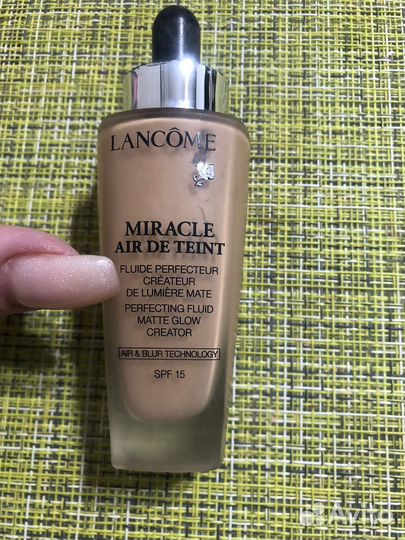 LANCÔME
MIRACLE
AIR DE TEINT
FLUIDE PERFECTEUR
CRÉATEUR
DE LUMIÈRE MATE
PERFECTING FLUID
MATTE GLOW
CREATOR
AIR & BLUR TECHNOLOGY
SPF 15
Avito